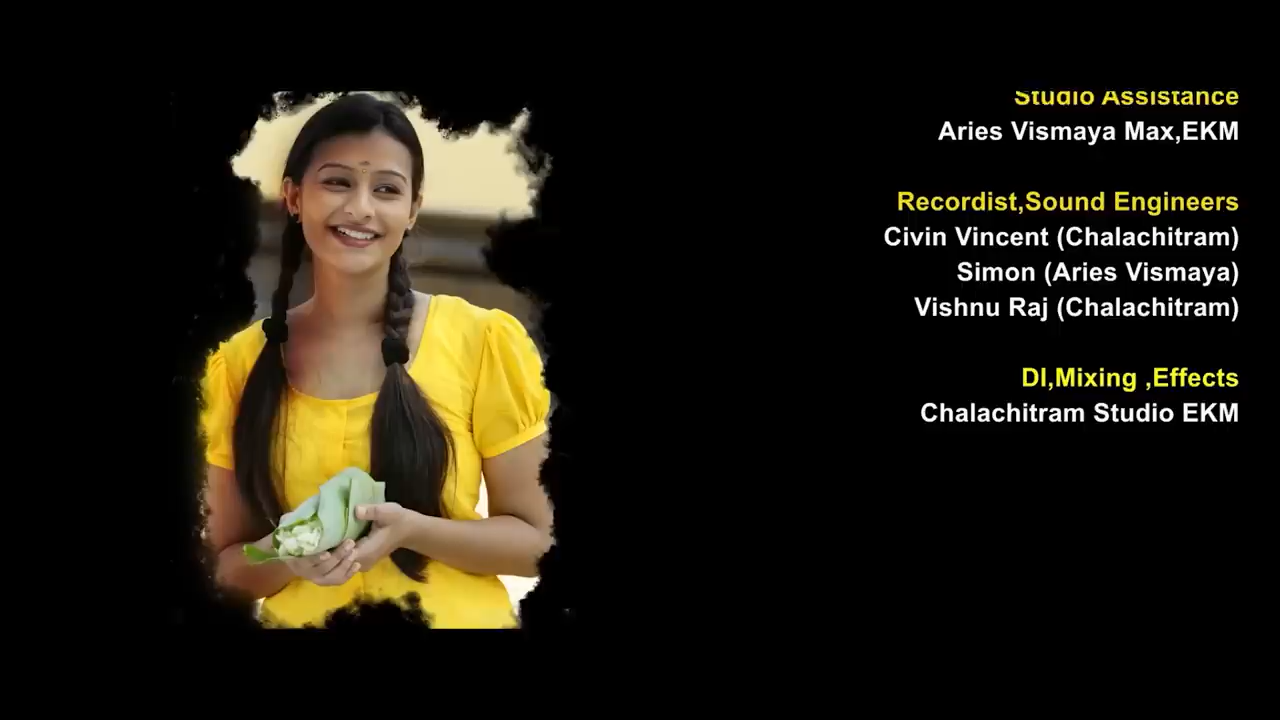 Studio Assistance
Aries Vismaya Max,EKM
Recordist,Sound Engineers
Civin Vincent (Chalachitram)
Simon (Aries Vismaya)
Vishnu Raj (Chalachitram)
DI,Mixing ,Effects
Chalachitram Studio EKM